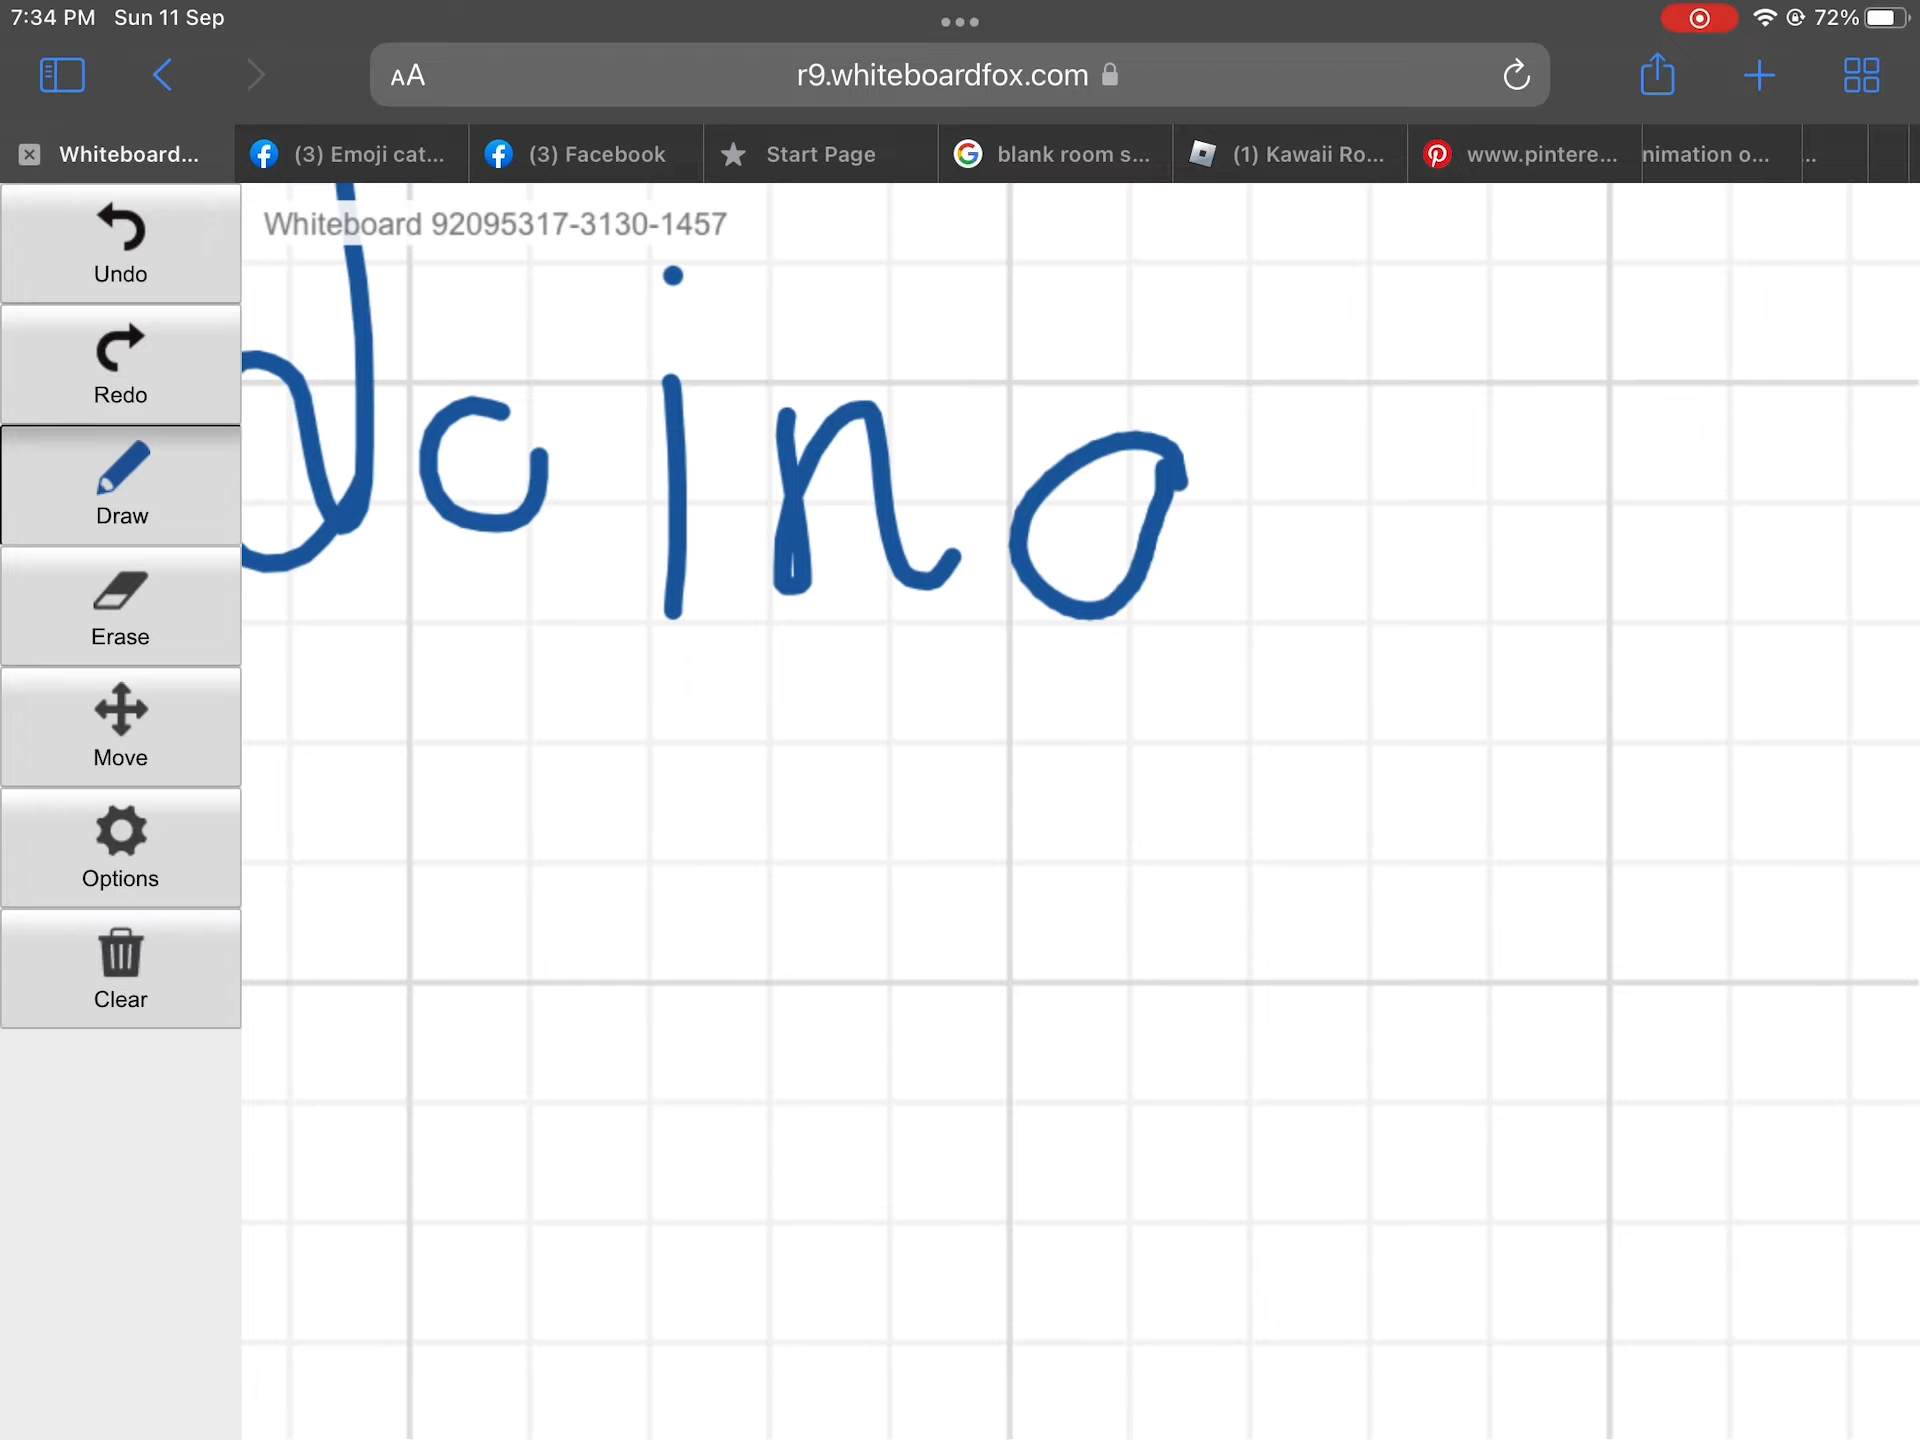 7:34 PM Sun 11 Sep 72%
AA r9.whiteboardfox.com
Whiteboard... (3) Emoji cat... (3) Facebook Start Page blank room s... (1) Kawaii Ro... www.pintere... nimation o... ..
Whiteboard 92095317-3130-1457
Undo
Redo
Draw
Erase
Move
Options
Clear